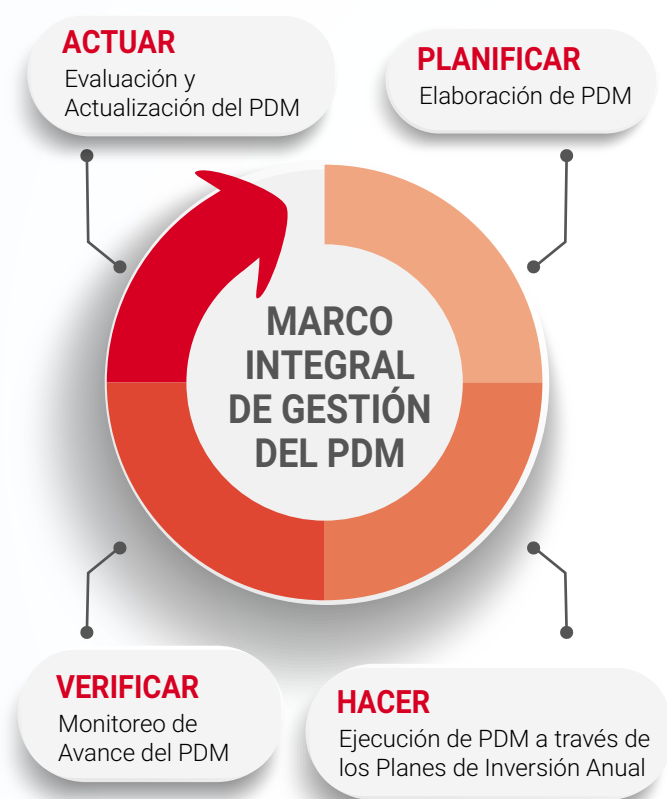 ACTUAR
Evaluación y
Actualización del PDM
PLANIFICAR
Elaboración de PDM
MARCO
INTEGRAL
DE GESTIÓN
DEL PDM
VERIFICAR
Monitoreo de
Avance del PDM
HACER
Ejecución de PDM a través de
los Planes de Inversión Anual